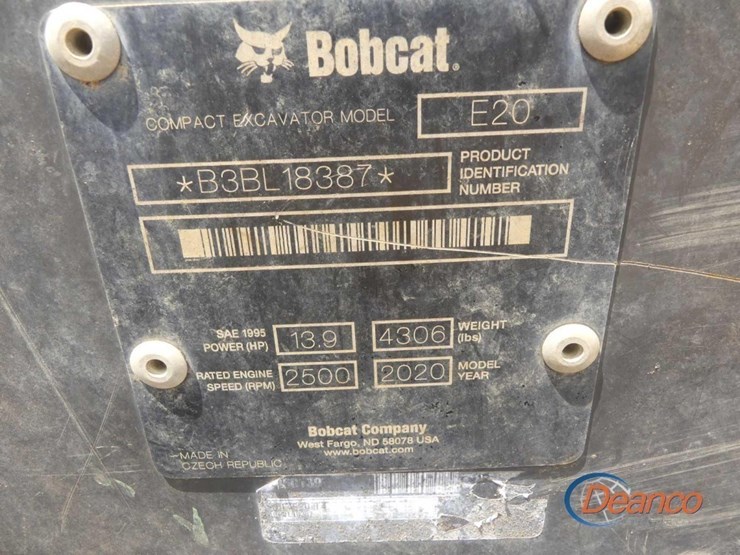 Bobcat.
COMPACT EXCAVATOR MODEL E20
*B3BL18387* PRODUCT IDENTIFICATION NUMBER
SAE 1995 POWER (HP) 13.9 4306 WEIGHT (lbs)
RATED ENGINE SPEED (RPM) 2500 2020 MODEL YEAR
Bobcat Company
West Fargo, ND 58078 USA
www.bobcat.com
MADE IN
CZECH REPUBLIC
Deanco